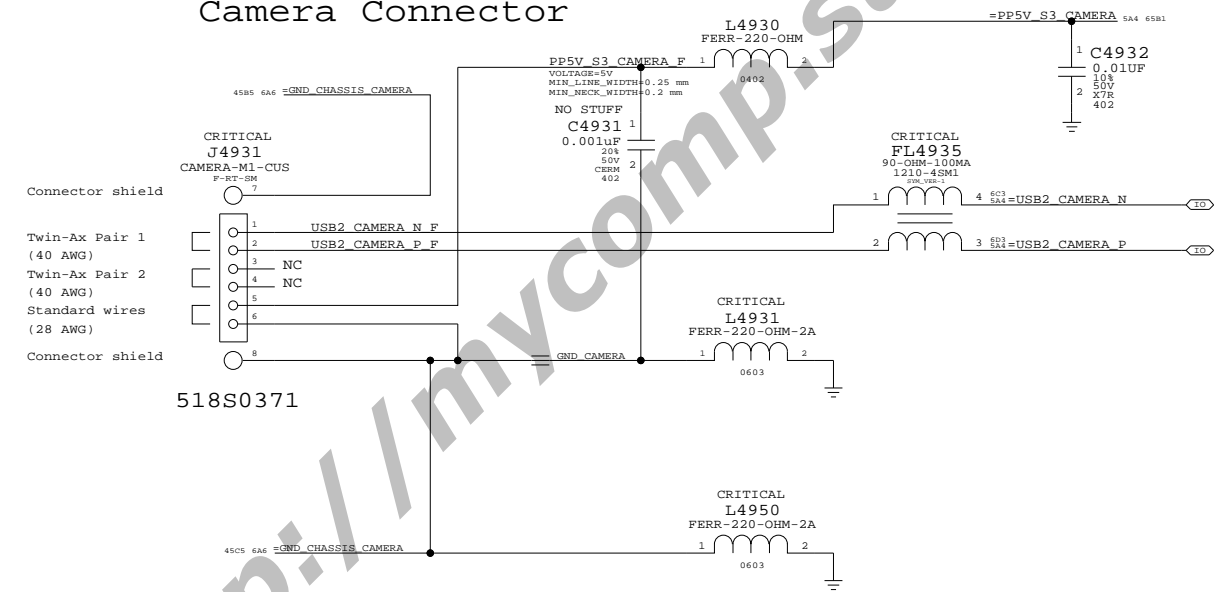 Camera Connector
L4930
FERR-220-OHM
=PP5V_S3_CAMERA 5A4 65B1
PP5V_S3_CAMERA_F
1
2
0402
VOLTAGE=5V
MIN_LINE_WIDTH=0.25 mm
MIN_NECK_WIDTH=0.2 mm
1 C4932
0.01UF
10%
50V
2 X7R
402
45B5 6A6 =GND_CHASSIS_CAMERA
NO STUFF
C4931 1
0.001uF
20%
50V
2
CERM
402
CRITICAL
J4931
CAMERA-M1-CUS
F-RT-SM
CRITICAL
FL4935
90-OHM-100MA
1210-4SM1
SYM_VER-1
Connector shield
7
1
4 6C3 5A4 =USB2_CAMERA_N
IO
1
USB2_CAMERA_N_F
Twin-Ax Pair 1
(40 AWG)
2
USB2_CAMERA_P_F
2
3 6D3 5A4 =USB2_CAMERA_P
IO
3 NC
Twin-Ax Pair 2
(40 AWG)
4 NC
5
Standard wires
(28 AWG)
6
CRITICAL
L4931
FERR-220-OHM-2A
Connector shield
8
GND_CAMERA
1
2
0603
518S0371
CRITICAL
L4950
FERR-220-OHM-2A
45C5 6A6 =GND_CHASSIS_CAMERA
1
2
0603
p://mycomp.s